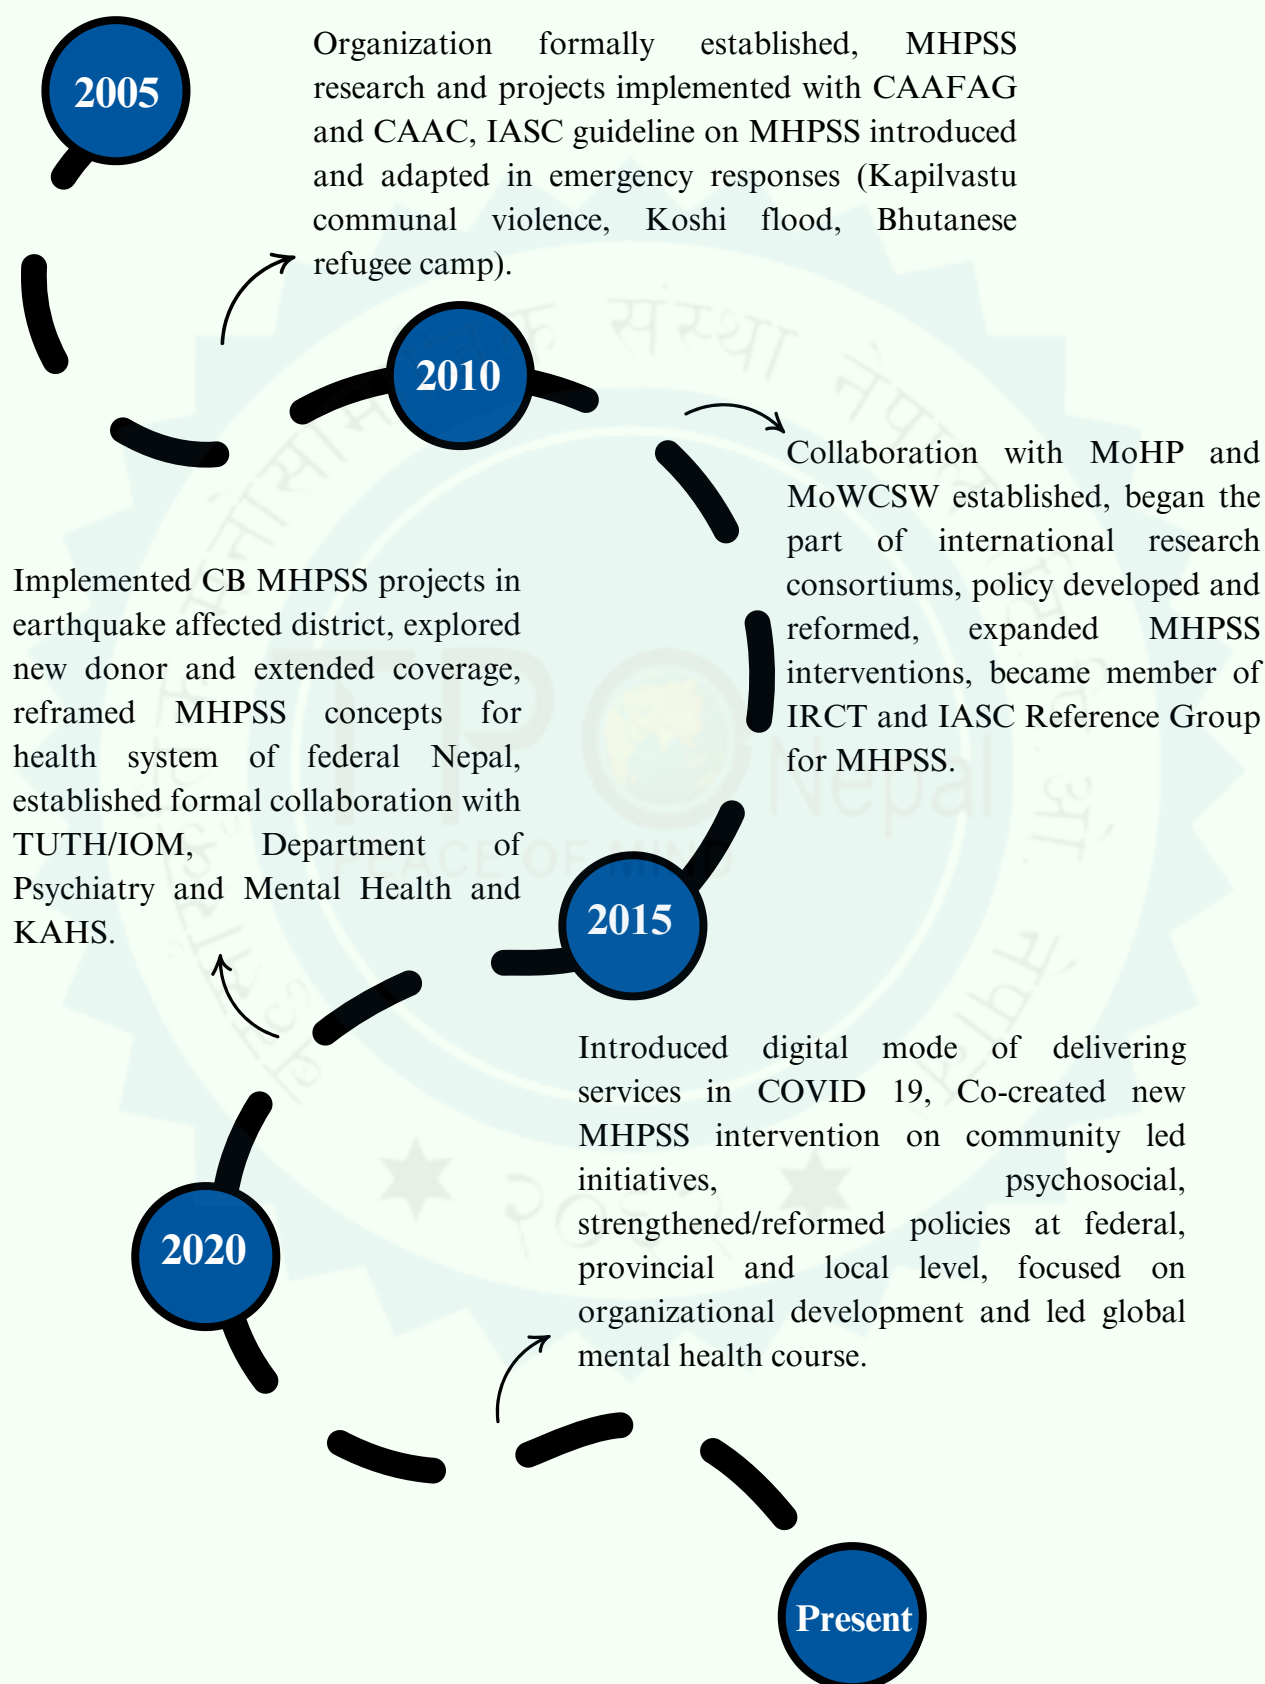 2005
Organization formally established, MHPSS
research and projects implemented with CAAFAG
and CAAC, IASC guideline on MHPSS introduced
and adapted in emergency responses (Kapilvastu
communal violence, Koshi flood, Bhutanese
refugee camp).
2010
Collaboration with MoHP and
MoWCSW established, began the
part of international research
consortiums, policy developed and
reformed, expanded MHPSS
interventions, became member of
IRCT and IASC Reference Group
for MHPSS.
Implemented CB MHPSS projects in
earthquake affected district, explored
new donor and extended coverage,
reframed MHPSS concepts for
health system of federal Nepal,
established formal collaboration with
TUTH/IOM, Department of
Psychiatry and Mental Health and
KAHS.
2015
Introduced digital mode of delivering
services in COVID 19, Co-created new
MHPSS intervention on community led
initiatives, psychosocial,
strengthened/reformed policies at federal,
provincial and local level, focused on
organizational development and led global
mental health course.
2020
Present
TPO Nepal
PEACE OF MIND
संस्था नेपाल